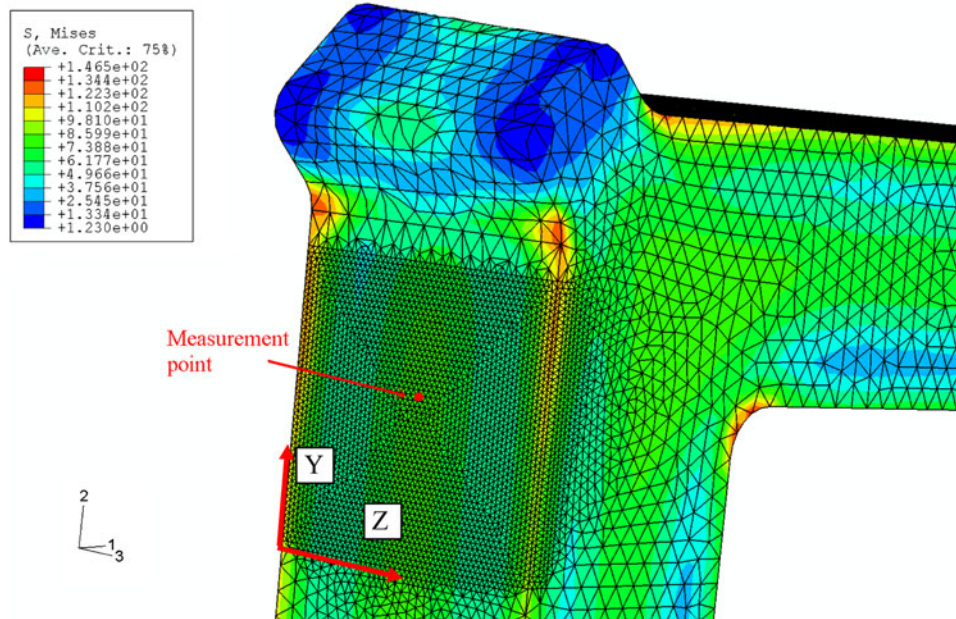 S, Mises
(Ave. Crit.: 75%)
+1.465e+02
+1.344e+02
+1.223e+02
+1.102e+02
+9.810e+01
+8.599e+01
+7.388e+01
+6.177e+01
+4.966e+01
+3.756e+01
+2.545e+01
+1.334e+01
+1.230e+00
Measurement
point
Y
Z
2
1
3